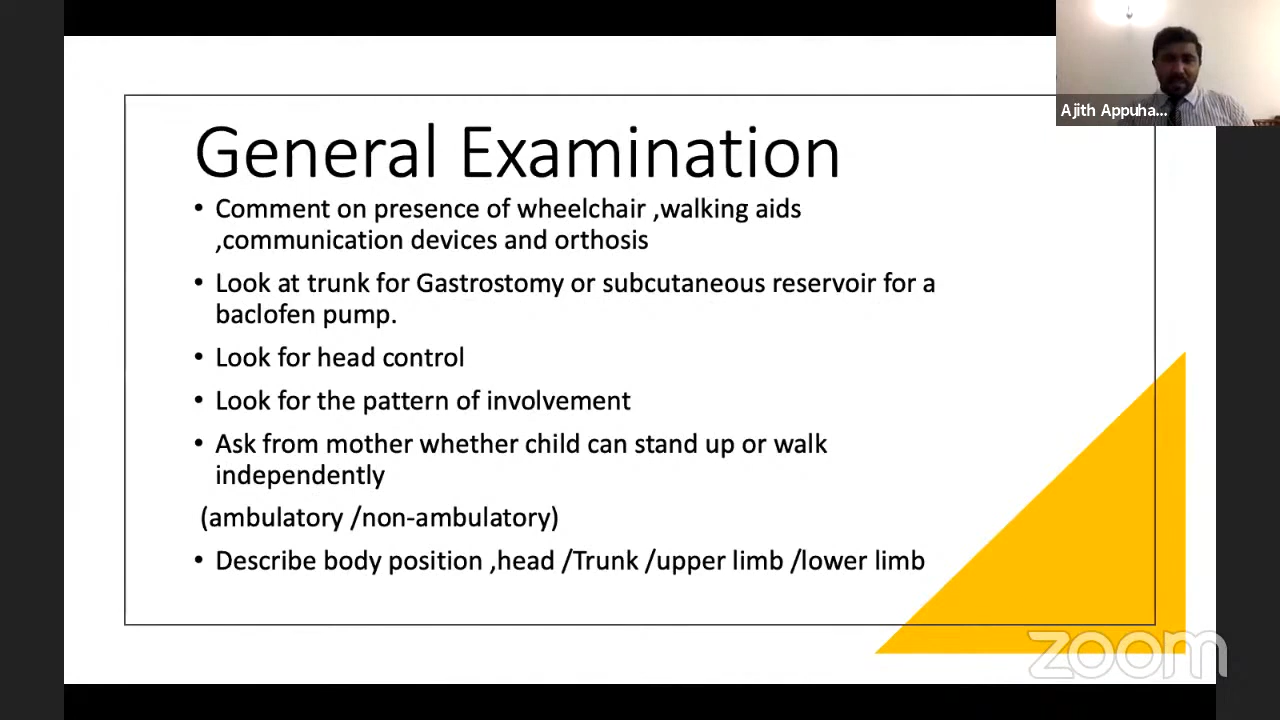 General Examination
• Comment on presence of wheelchair ,walking aids
,communication devices and orthosis
• Look at trunk for Gastrostomy or subcutaneous reservoir for a
baclofen pump.
• Look for head control
• Look for the pattern of involvement
• Ask from mother whether child can stand up or walk
independently
(ambulatory /non-ambulatory)
• Describe body position ,head /Trunk /upper limb /lower limb
Ajith Appuha...
zoom